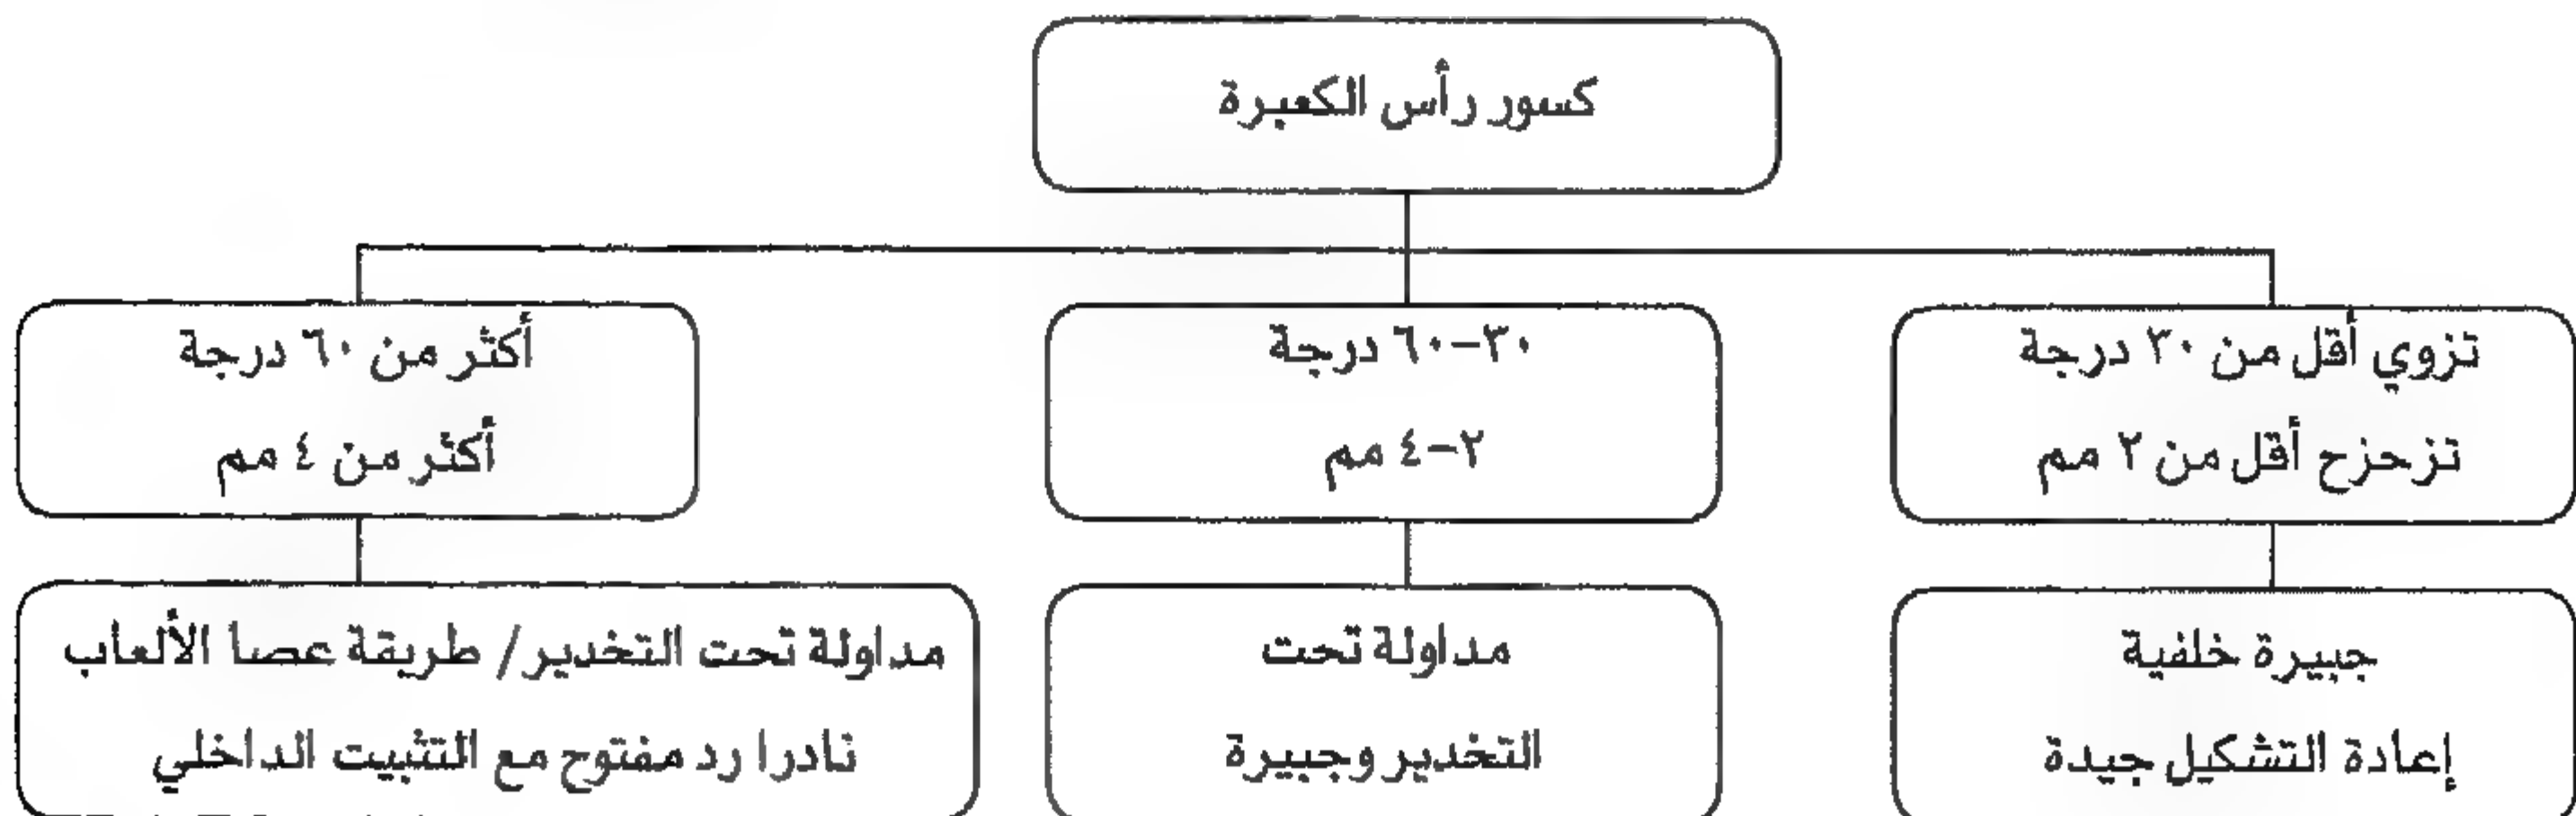 كسور رأس الكعبرة
تزوي أقل من ٣٠ درجة
تزحزح أقل من ٢ مم
٣٠-٦٠ درجة
٢-٤ مم
أكثر من ٦٠ درجة
أكثر من ٤ مم
جبيرة خلفية
إعادة التشكيل جيدة
مداولة تحت
التخدير وجبيرة
مداولة تحت التخدير/ طريقة عصا الألعاب
نادرا رد مفتوح مع التثبيت الداخلي